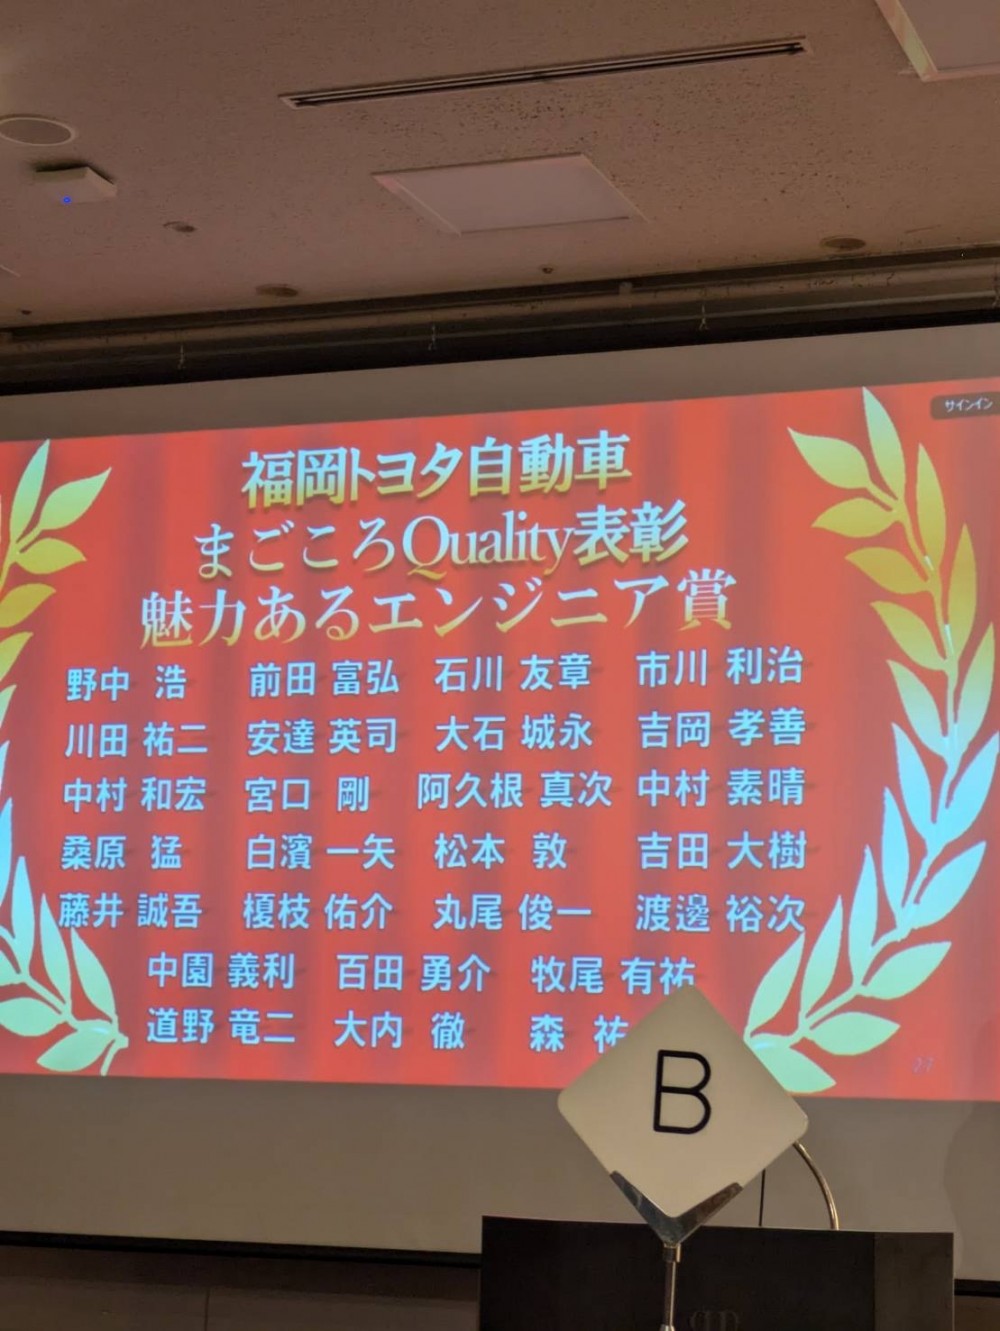 サインイン
福岡トヨタ自動車
まごころQuality表彰
魅力あるエンジニア賞
野中 浩 前田 富弘 石川 友章 市川 利治
川田 祐二 安達 英司 大石 城永 吉岡 孝善
中村 和宏 宮口 剛 阿久根 真次 中村 素晴
桑原 猛 白濱 一矢 松本 敦 吉田 大樹
藤井 誠吾 榎枝 佑介 丸尾 俊一 渡邊 裕次
中園 義利 百田 勇介 牧尾 有祐
道野 竜二 大内 徹 森 祐
27
B